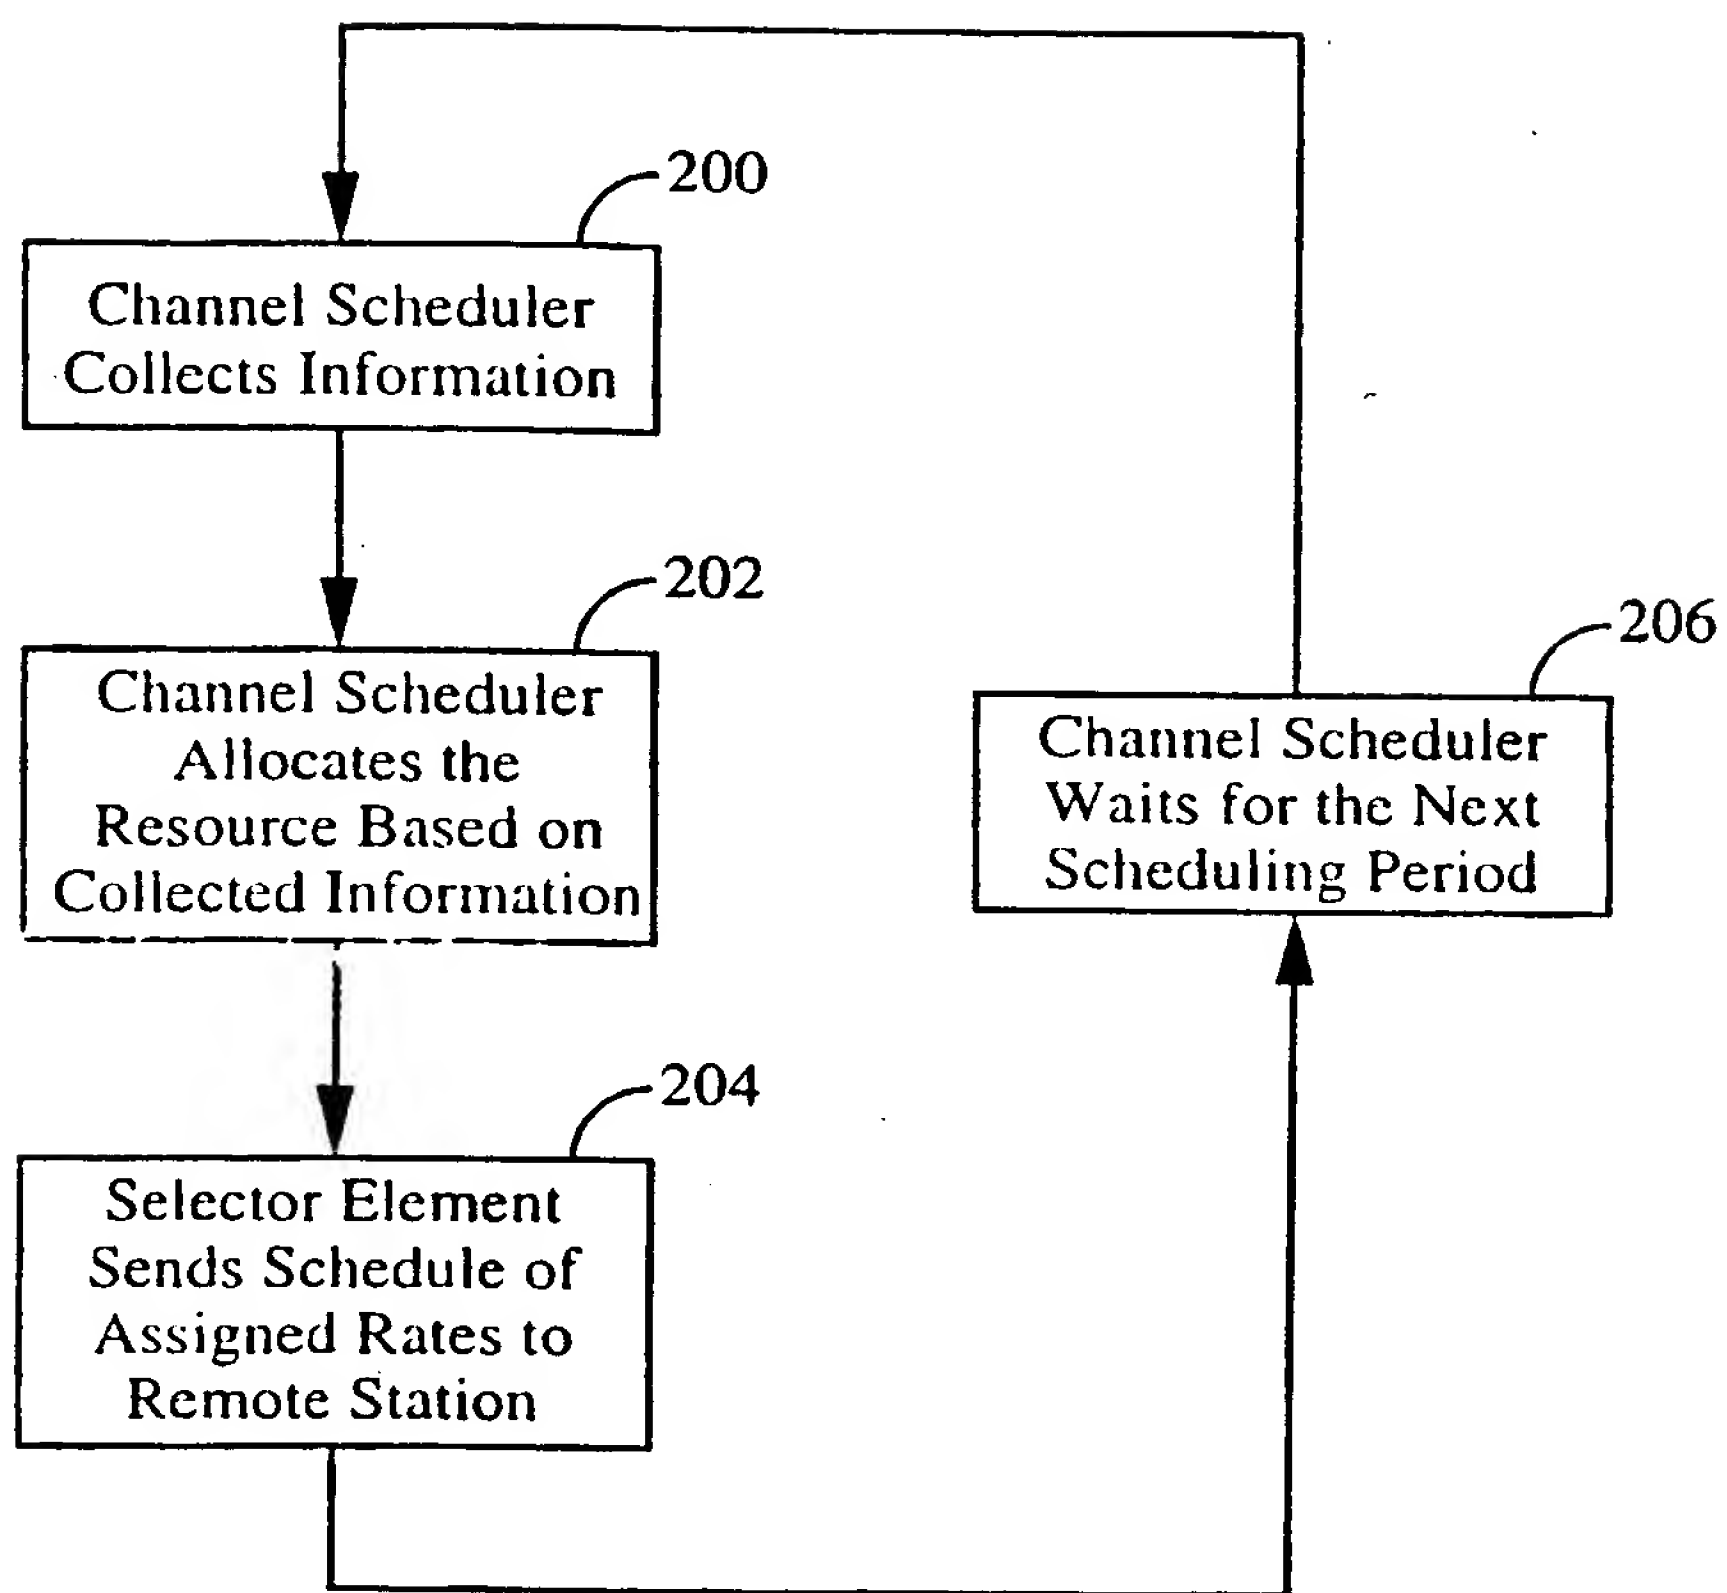 200
Channel Scheduler
Collects Information
202
Channel Scheduler
Allocates the
Resource Based on
Collected Information
206
Channel Scheduler
Waits for the Next
Scheduling Period
204
Selector Element
Sends Schedule of
Assigned Rates to
Remote Station